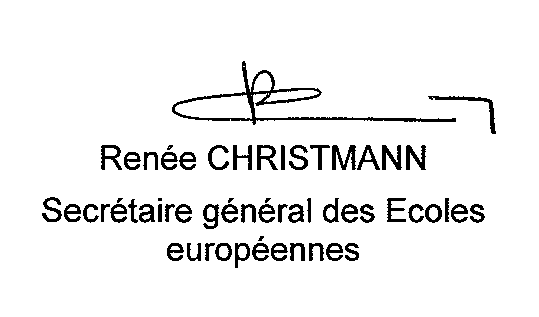 Renée CHRISTMANN
Secrétaire général des Ecoles
européennes